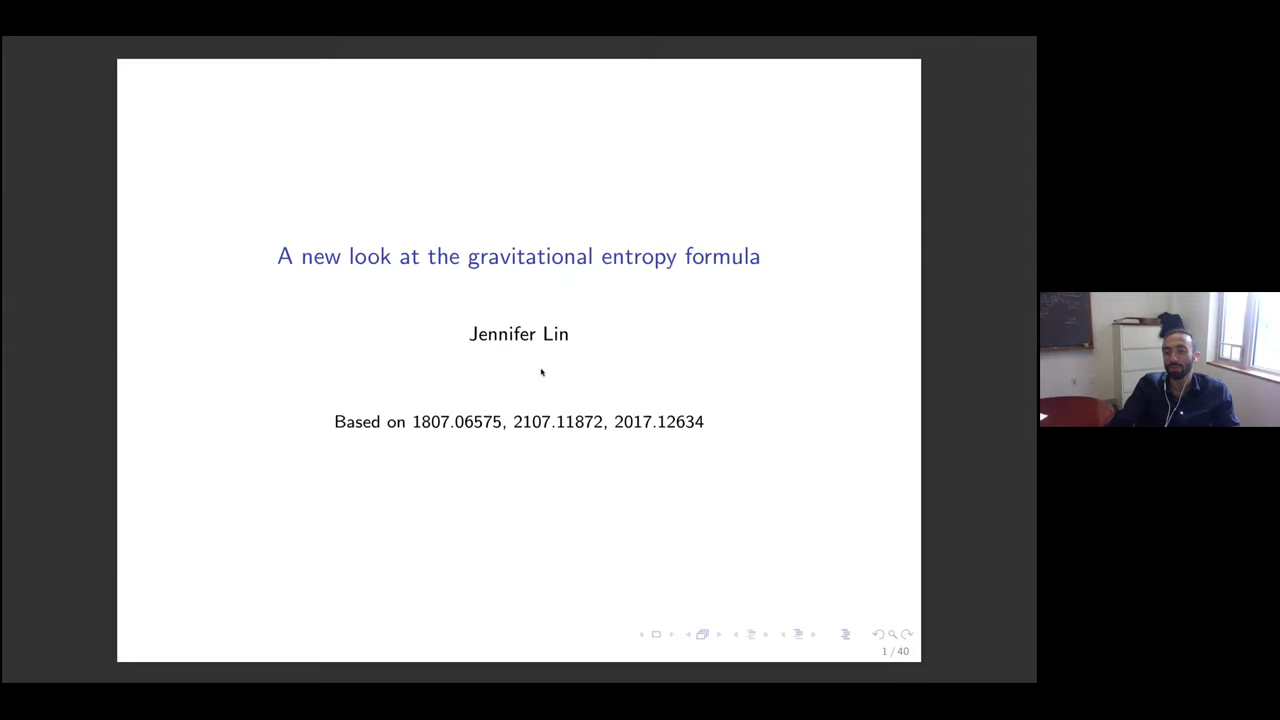 A new look at the gravitational entropy formula
Jennifer Lin
Based on 1807.06575, 2107.11872, 2017.12634
1 / 40